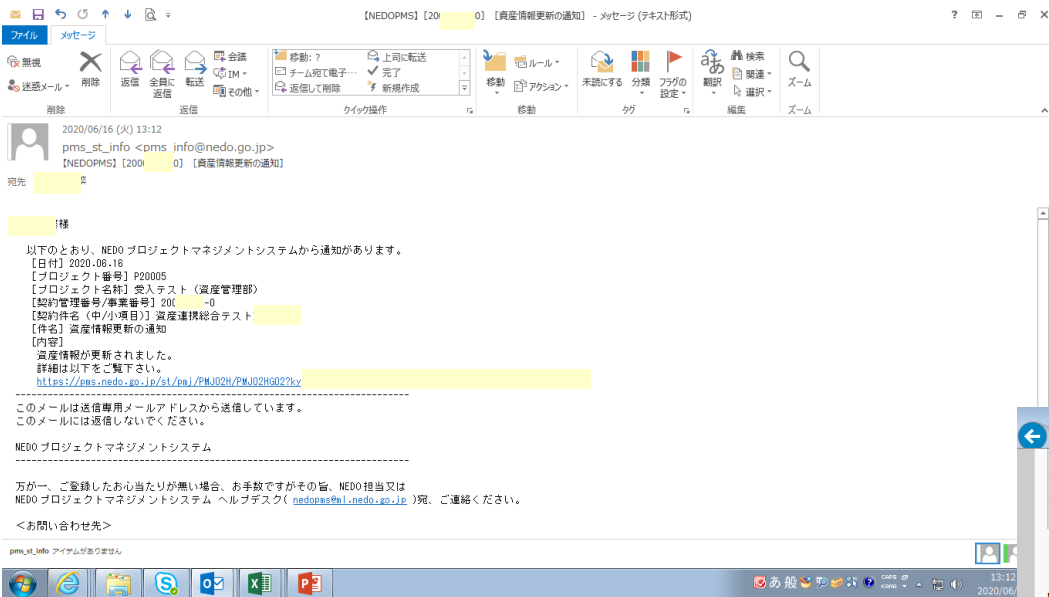 【NEDOPMS】[20 0] [資産情報更新の通知] - メッセージ (テキスト形式)
ファイル メッセージ
無視
迷惑メール
削除
返信
全員に返信
転送
会議
IM
その他
移動: ?
チーム宛て電子…
返信して削除
上司に転送
完了
新規作成
移動
ルール
アクション
未読にする
分類
フラグの設定
翻訳
検索
関連
選択
ズーム
削除 返信 クイック操作 移動 タグ 編集 ズーム
2020/06/16 (火) 13:12
pms_st_info <pms_info@nedo.go.jp>
【NEDOPMS】[200 0] [資産情報更新の通知]
宛先
様
以下のとおり、NEDO プロジェクトマネジメントシステムから通知があります。
[日付] 2020.06.16
[プロジェクト番号] P20005
[プロジェクト名称] 受入テスト（資産管理部）
[契約管理番号/事業番号] 200 -0
[契約件名（中/小項目）] 資産連携総合テスト
[件名] 資産情報更新の通知
[内容]
資産情報が更新されました。
詳細は以下をご覧下さい。
https://pms.nedo.go.jp/st/pmj/PMJ02H/PMJ02HG02?ky
----------------------------------------------------------------------
このメールは送信専用メールアドレスから送信しています。
このメールには返信しないでください。
NEDO プロジェクトマネジメントシステム
----------------------------------------------------------------------
万が一、ご登録したお心当たりが無い場合、お手数ですがその旨、NEDO 担当又は
NEDO プロジェクトマネジメントシステム ヘルプデスク( nedopms@ml.nedo.go.jp )宛、ご連絡ください。
＜お問い合わせ先＞
pms_st_info アイテムがありません
あ 般 CAPS KANA 13:12
2020/06/